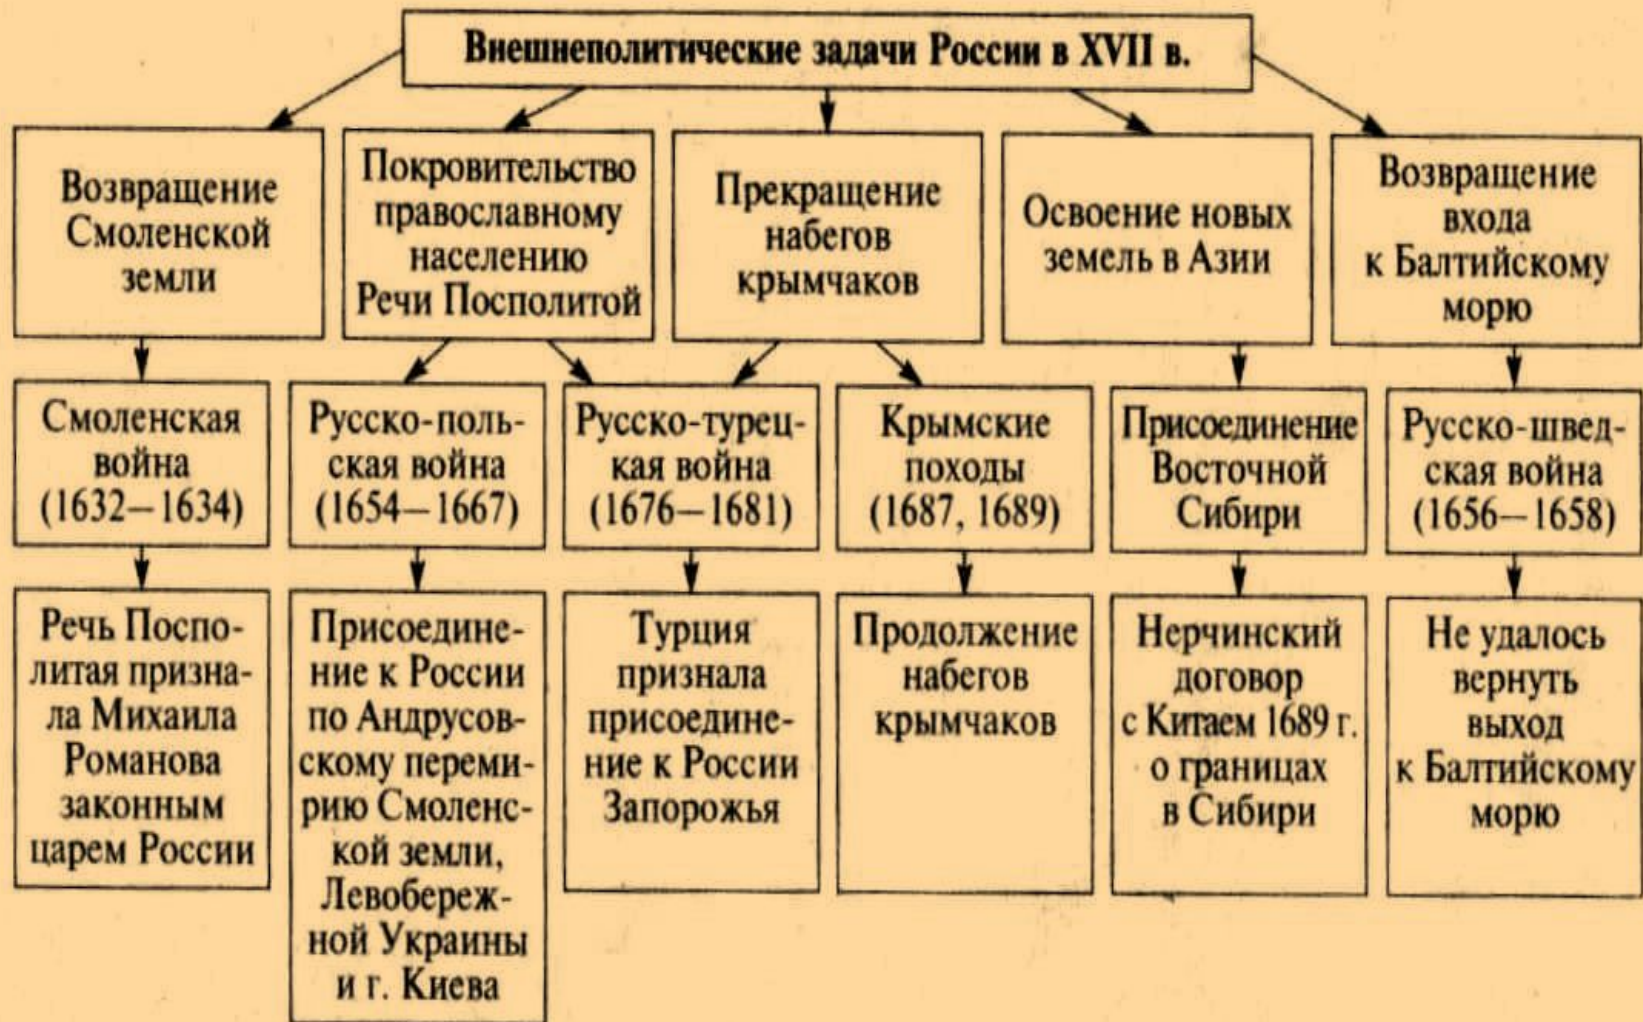 Внешнеполитические задачи России в XVII в.
Возвращение
Смоленской
земли
Покровительство
православному
населению
Речи Посполитой
Прекращение
набегов
крымчаков
Освоение новых
земель в Азии
Возвращение
входа
к Балтийскому
морю
Смоленская
война
(1632—1634)
Русско-поль-
ская война
(1654—1667)
Русско-турец-
кая война
(1676—1681)
Крымские
походы
(1687, 1689)
Присоединение
Восточной
Сибири
Русско-швед-
ская война
(1656—1658)
Речь Поспо-
литая призна-
ла Михаила
Романова
законным
царем России
Присоедине-
ние к России
по Андрусов-
скому переми-
рию Смоленс-
кой земли,
Левобереж-
ной Украины
и г. Киева
Турция
признала
присоедине-
ние к России
Запорожья
Продолжение
набегов
крымчаков
Нерчинский
договор
с Китаем 1689 г.
о границах
в Сибири
Не удалось
вернуть
выход
к Балтийскому
морю